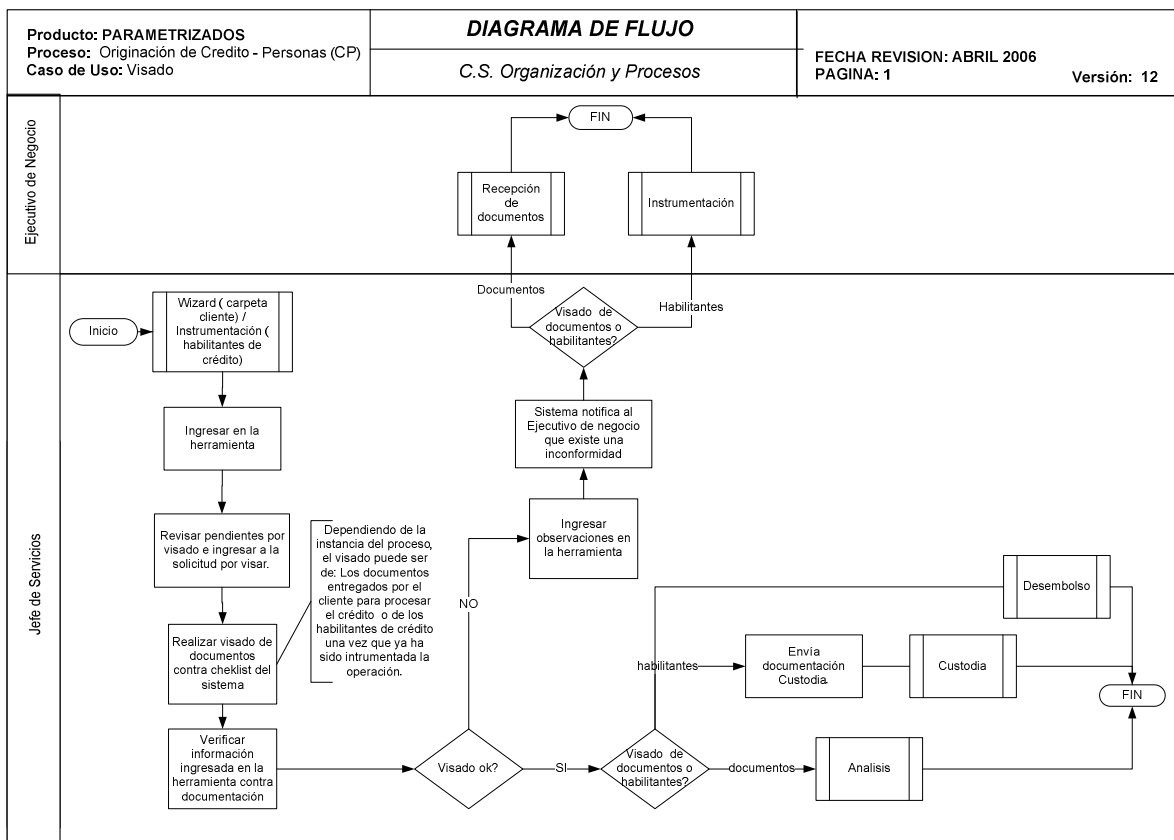 Producto: PARAMETRIZADOS
Proceso: Originación de Credito - Personas (CP)
Caso de Uso: Visado
DIAGRAMA DE FLUJO
C.S. Organización y Procesos
FECHA REVISION: ABRIL 2006
PAGINA: 1
Versión: 12
Ejecutivo de Negocio
FIN
Recepción
de
documentos
Instrumentación
Documentos
Habilitantes
Visado de
documentos o
habilitantes?
Jefe de Servicios
Inicio
Wizard ( carpeta
cliente) /
Instrumentación (
habilitantes de
crédito)
Ingresar en la
herramienta
Sistema notifica al
Ejecutivo de negocio
que existe una
inconformidad
Revisar pendientes por
visado e ingresar a la
solicitud por visar.
Dependiendo de la
instancia del proceso,
el visado puede ser
de: Los documentos
entregados por el
cliente para procesar
el crédito o de los
habilitantes de crédito
una vez que ya ha
sido intrumentada la
operación.
Ingresar
observaciones en
la herramienta
NO
Realizar visado de
documentos
contra cheklist del
sistema
Verificar
información
ingresada en la
herramienta contra
documentación
Visado ok?
SI
Visado de
documentos o
habilitantes?
habilitantes
Envía
documentación
Custodia.
Custodia
Desembolso
FIN
documentos
Analisis